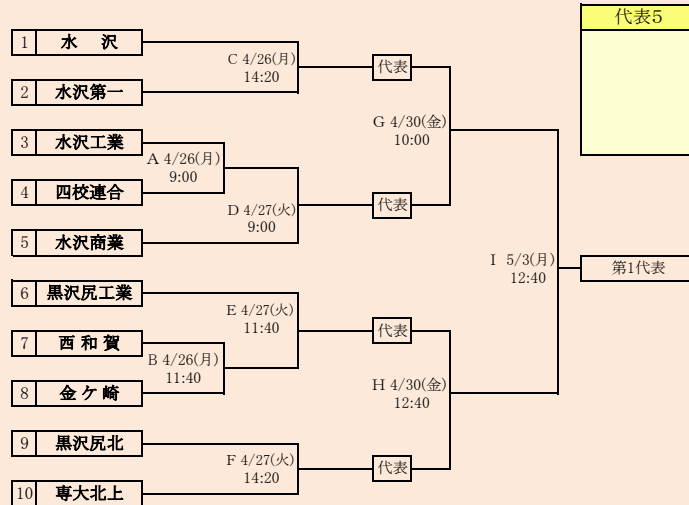 代表5
1 水 沢
C 4/26(月)
14:20
代表
2 水沢第一
G 4/30(金)
10:00
3 水沢工業
A 4/26(月)
9:00
4 四校連合
代表
D 4/27(火)
9:00
5 水沢商業
I 5/3(月)
12:40
第1代表
6 黒沢尻工業
E 4/27(火)
11:40
代表
7 西和賀
B 4/26(月)
11:40
8 金ケ崎
H 4/30(金)
12:40
9 黒沢尻北
F 4/27(火)
14:20
代表
10 専大北上